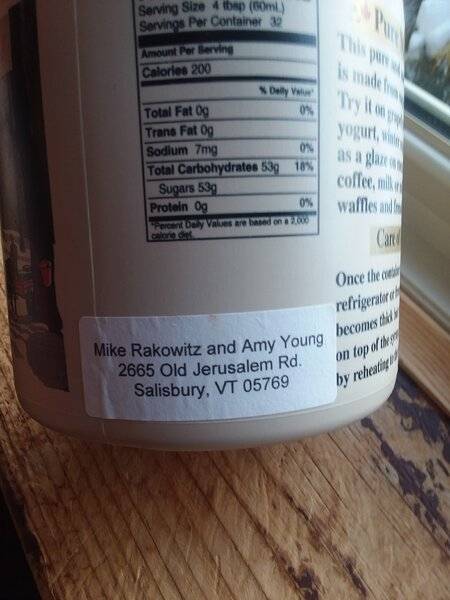 Serving Size 4 tbsp (60mL)
Servings Per Container 32
Amount Per Serving
Calories 200
% Daily Value*
Total Fat 0g 0%
Trans Fat 0g
Sodium 7mg 0%
Total Carbohydrates 53g 18%
Sugars 53g
Protein 0g 0%
*Percent Daily Values are based on a 2,000
calorie diet.
Mike Rakowitz and Amy Young
2665 Old Jerusalem Rd.
Salisbury, VT 05769
This pure
is made
Try it on
yogurt,
as a glaze
coffee, milk
waffles and
Care
Once the
refrigerator
becomes thick
on top of the
by reheating